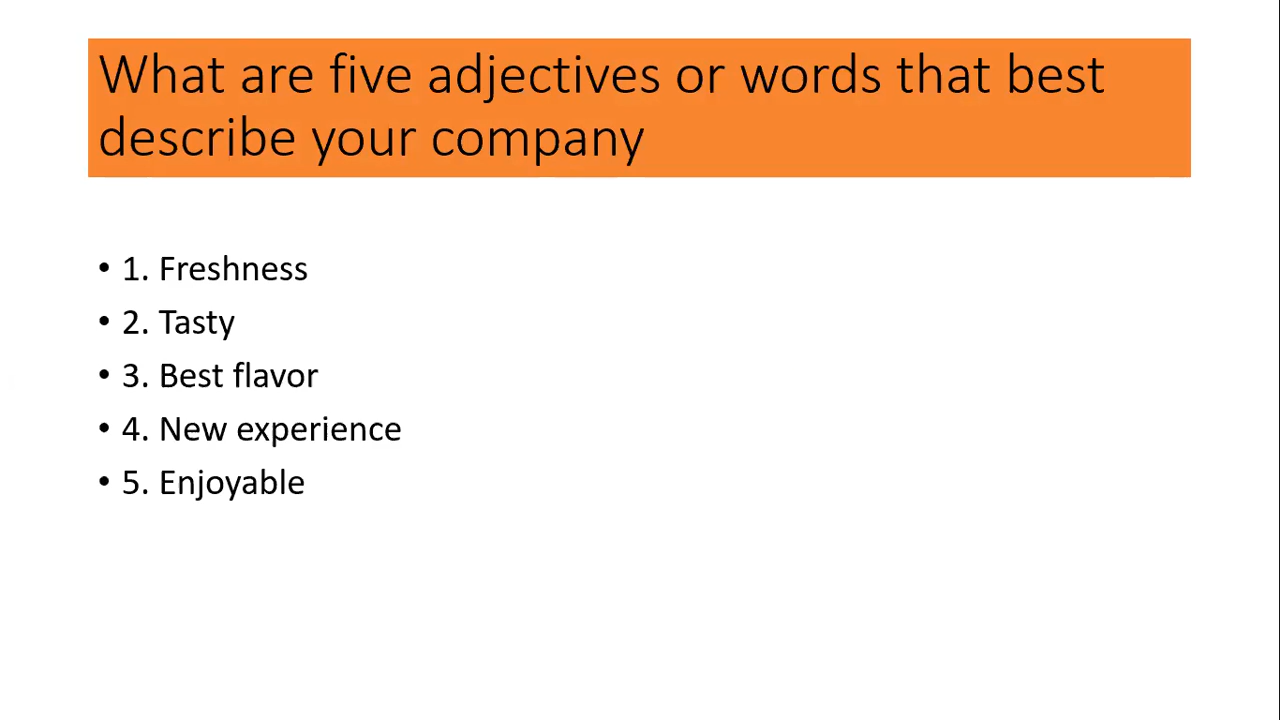 What are five adjectives or words that best
describe your company
• 1. Freshness
• 2. Tasty
• 3. Best flavor
• 4. New experience
• 5. Enjoyable